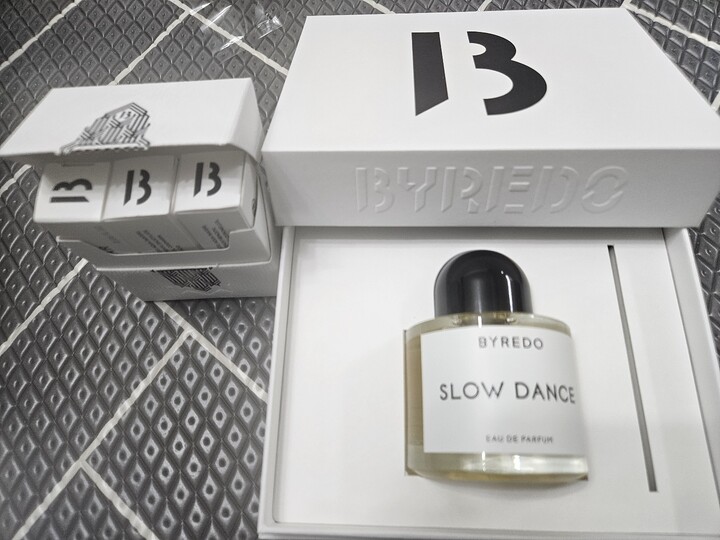 B
BYREDO
B
B
B
BYREDO
SLOW DANCE
EAU DE PARFUM